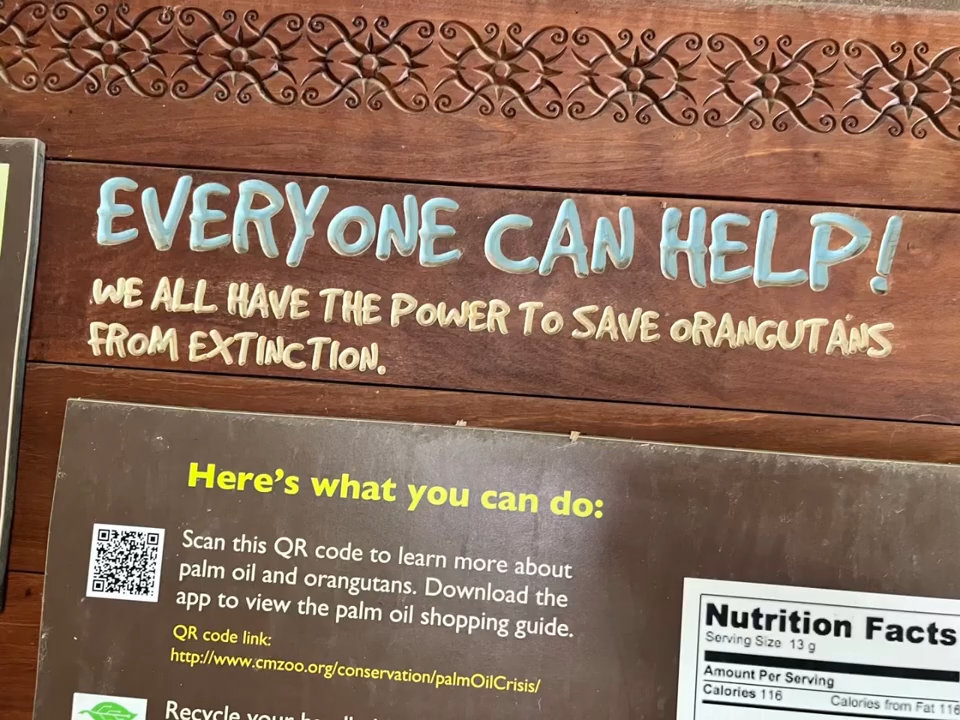 EVERYONE CAN HELP!
WE ALL HAVE THE POWER TO SAVE ORANGUTANS
FROM EXTINCTION.
Here's what you can do:
Scan this QR code to learn more about
palm oil and orangutans. Download the
app to view the palm oil shopping guide.
QR code link:
http://www.cmzoo.org/conservation/palmOilCrisis/
Recycle your
Nutrition Facts
Serving Size 13 g
Amount Per Serving
Calories 116 Calories from Fat 116